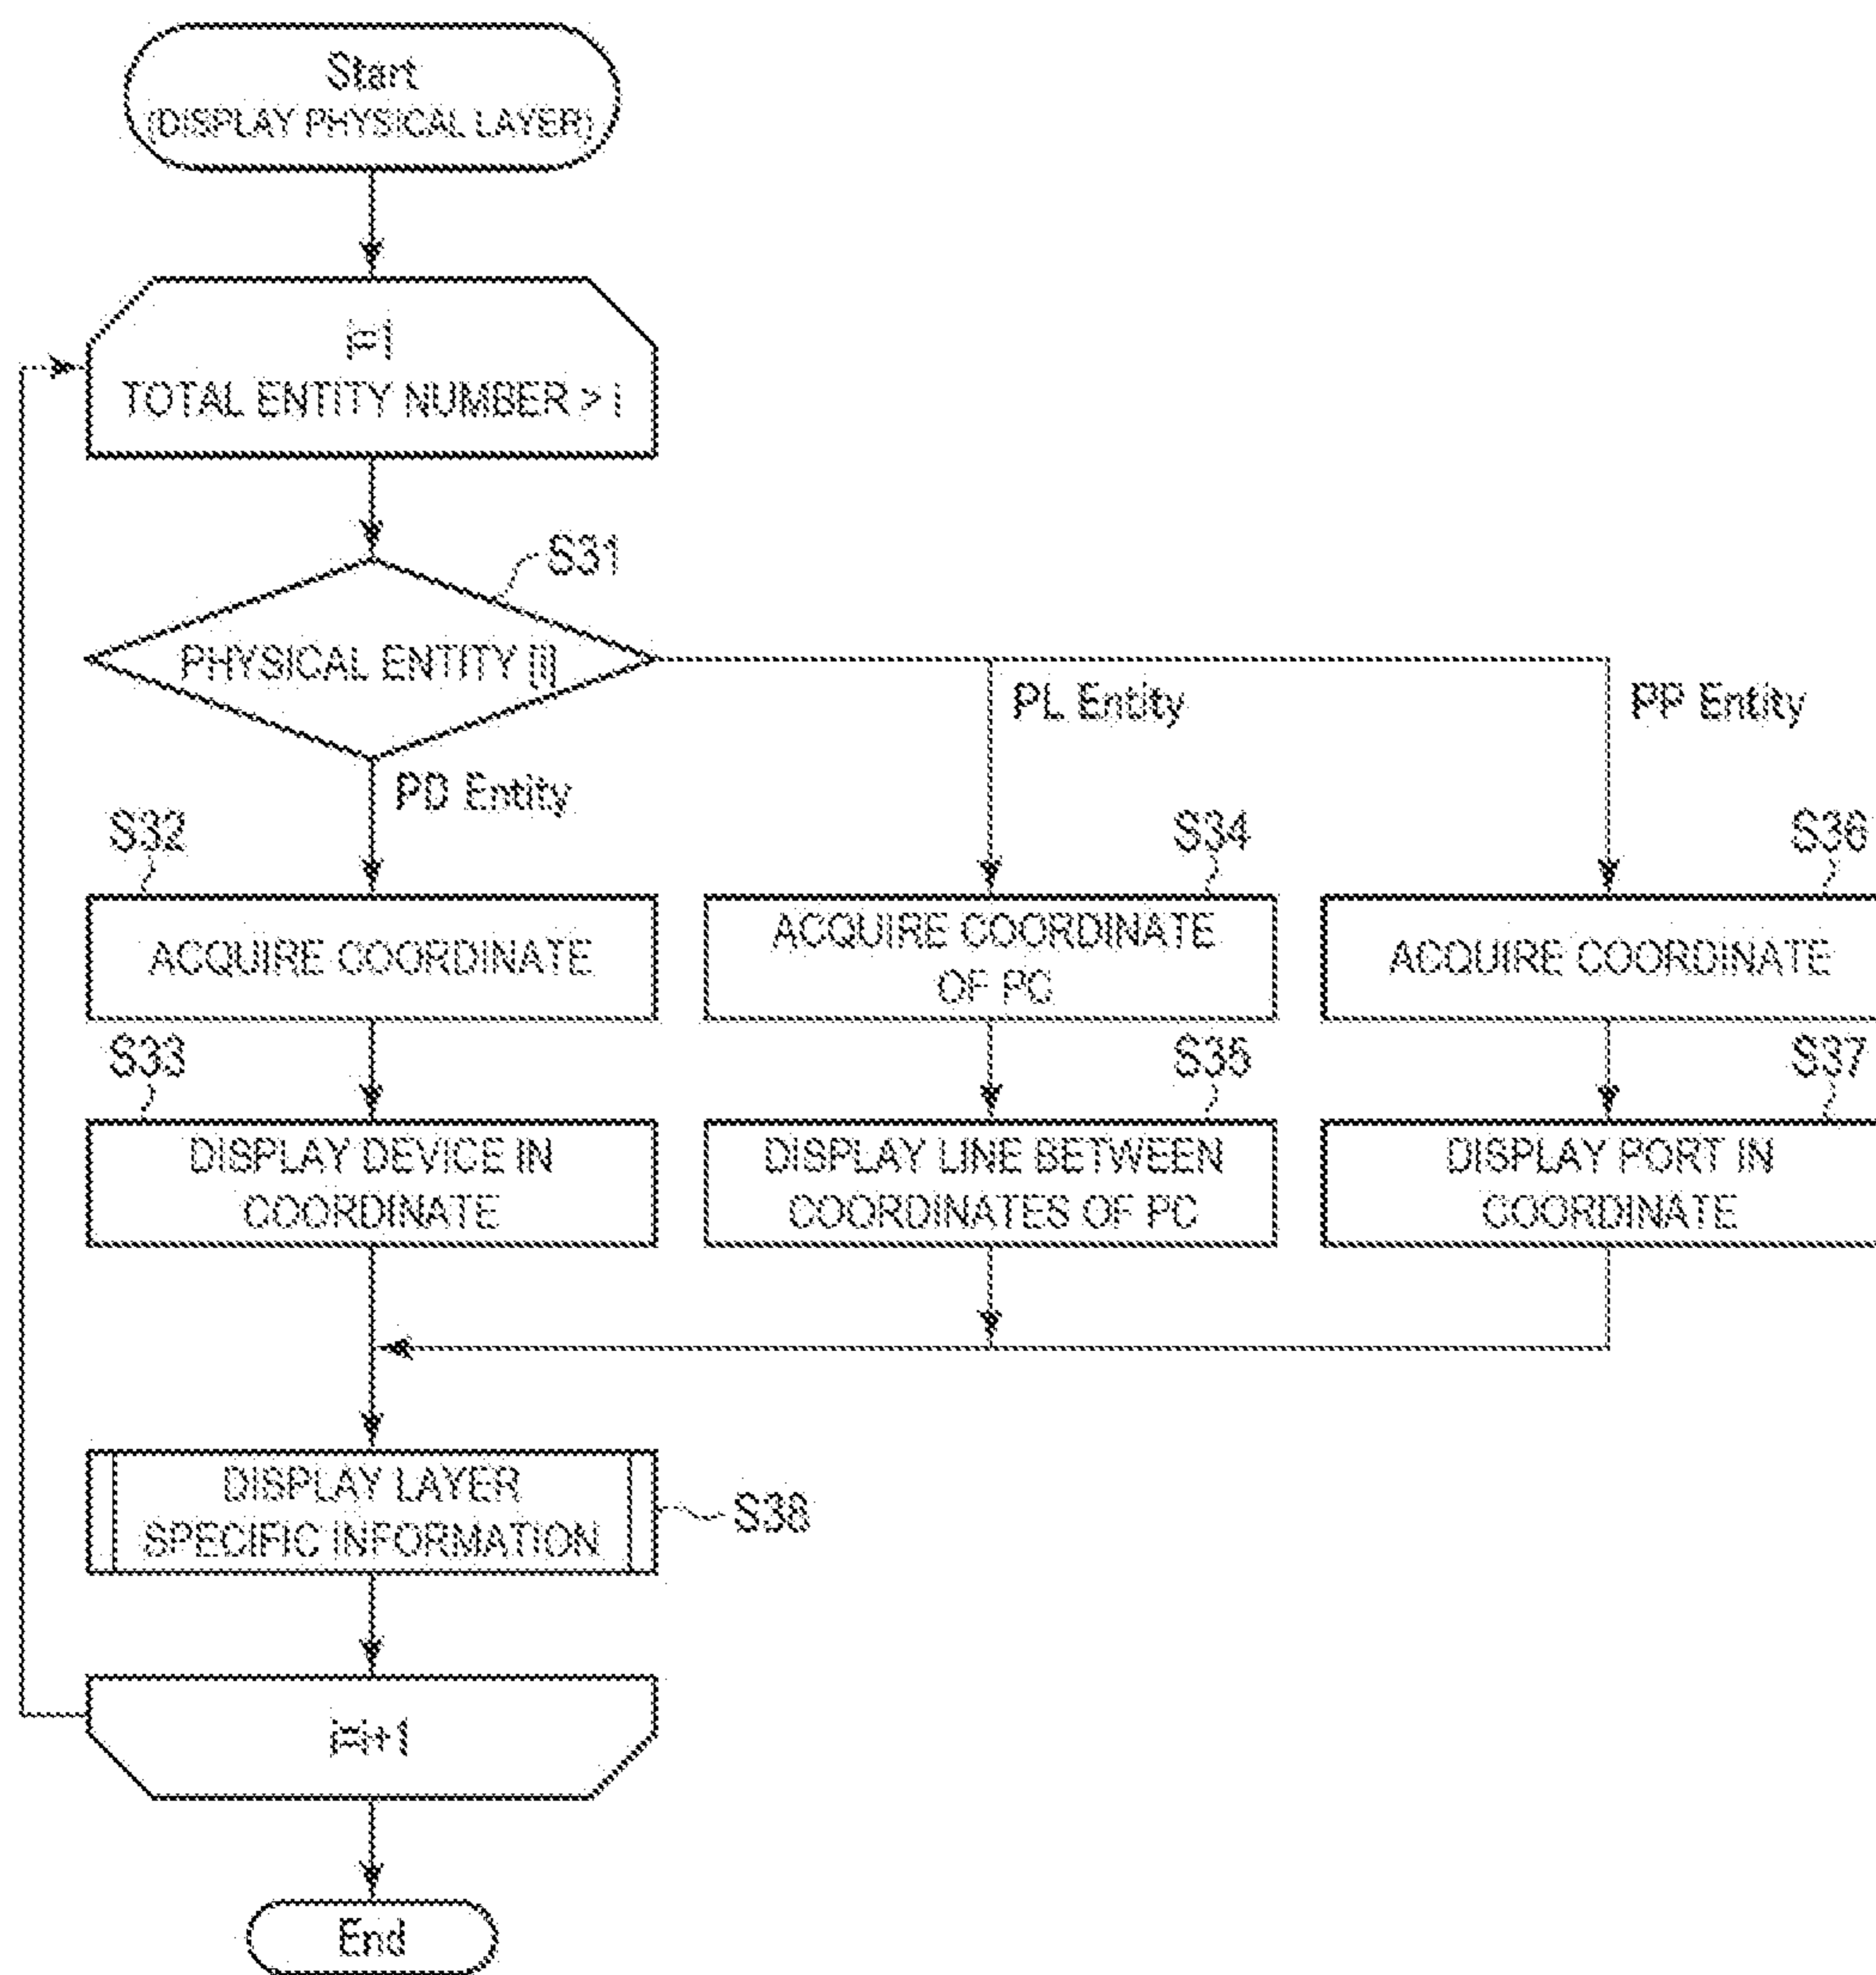 Start
(DISPLAY PHYSICAL LAYER)
i=1
TOTAL ENTITY NUMBER > i
S31
PHYSICAL ENTITY [i]
PL Entity
PP Entity
PD Entity
S32
S34
S36
ACQUIRE COORDINATE
ACQUIRE COORDINATE
OF PC
ACQUIRE COORDINATE
S33
S35
S37
DISPLAY DEVICE IN
COORDINATE
DISPLAY LINE BETWEEN
COORDINATES OF PC
DISPLAY PORT IN
COORDINATE
DISPLAY LAYER
SPECIFIC INFORMATION
S38
i=i+1
End